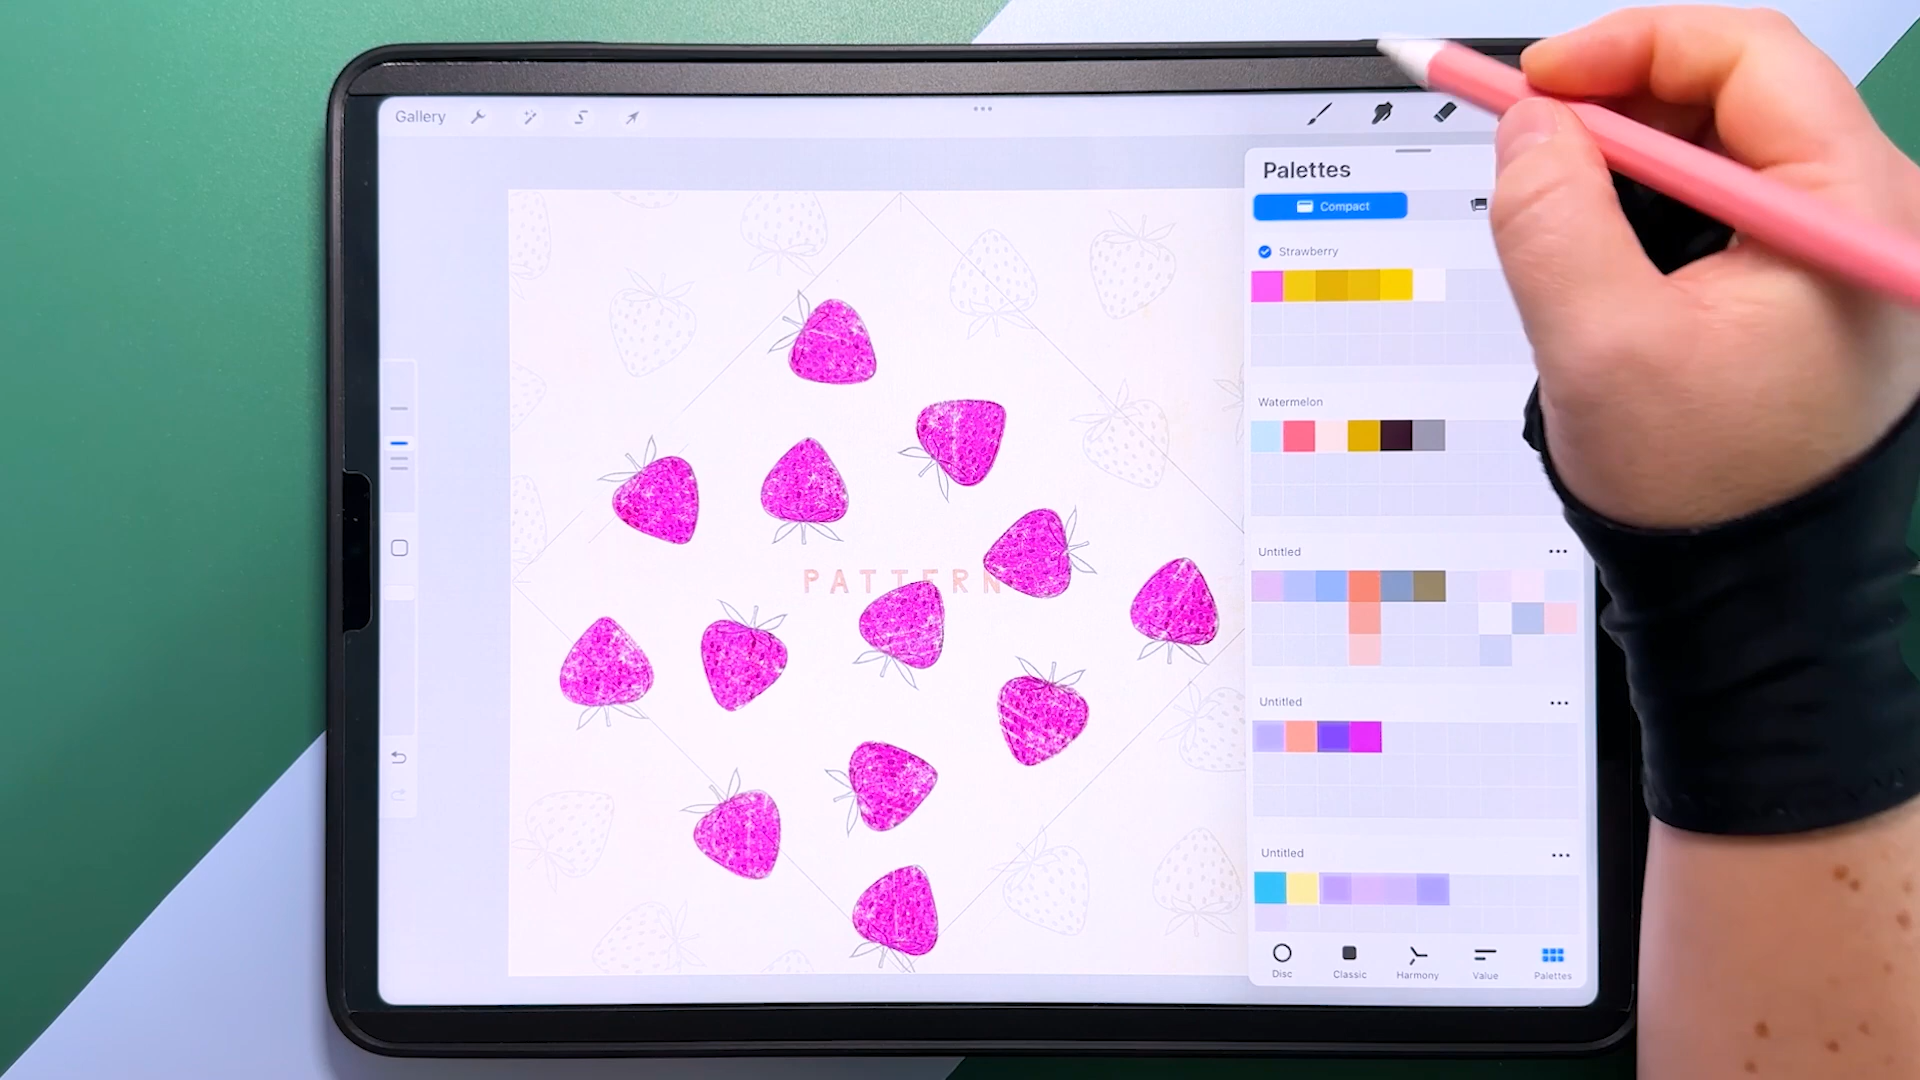 Gallery
Palettes
Compact
Strawberry
Watermelon
Untitled
PATTERN
Untitled
Untitled
Disc
Classic
Harmony
Value
Palettes